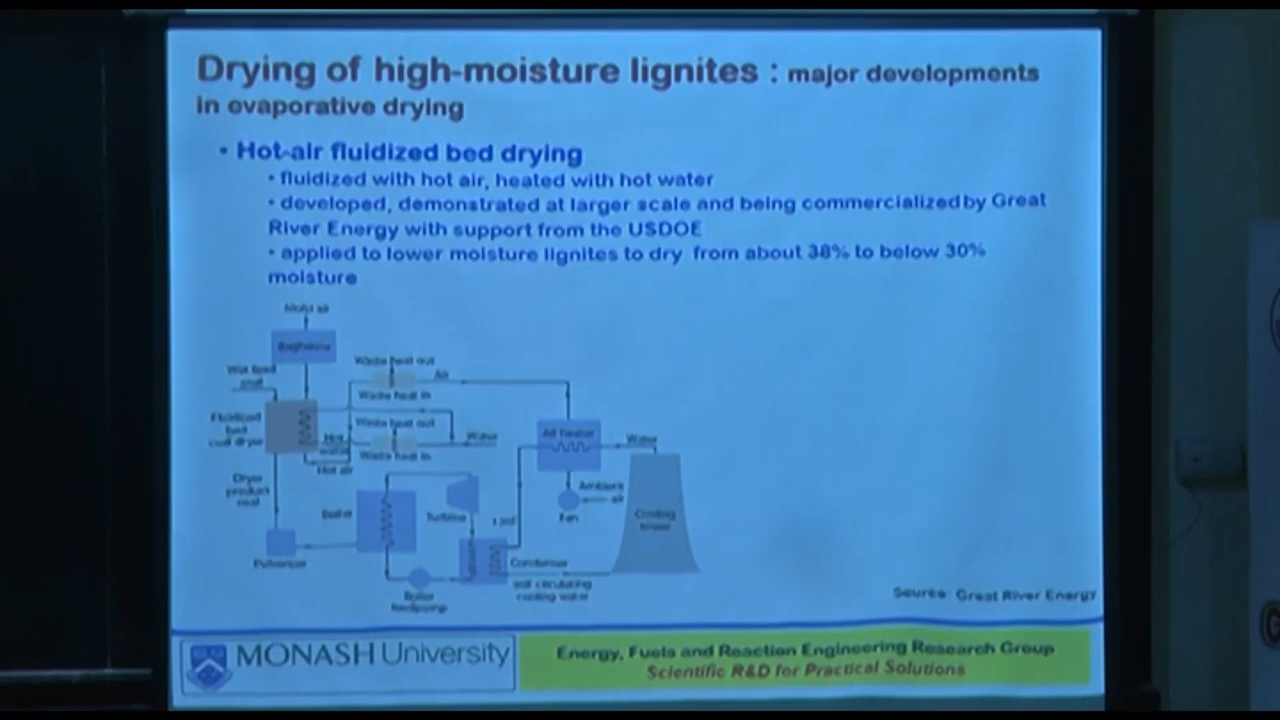 Drying of high-moisture lignites : major developments
in evaporative drying
• Hot-air fluidized bed drying
• fluidized with hot air, heated with hot water
• developed, demonstrated at larger scale and being commercialized by Great
River Energy with support from the USDOE
• applied to lower moisture lignites to dry from about 38% to below 30%
moisture
Moist air
Baghouse
Waste heat out
Air
Wet feed
coal
Waste heat in
Fluidized
bed
coal dryer
Waste heat out
Water
Hot
water
Waste heat in
Hot air
Air heater
Water
Dryer
product
coal
Ambient
air
Boiler
Turbine
Fan
Cooling
tower
Pulverizer
Condenser
Boiler
feedpump
circulating
cooling water
Source Great River Energy
MONASH University
Energy, Fuels and Reaction Engineering Research Group
Scientific R&D for Practical Solutions